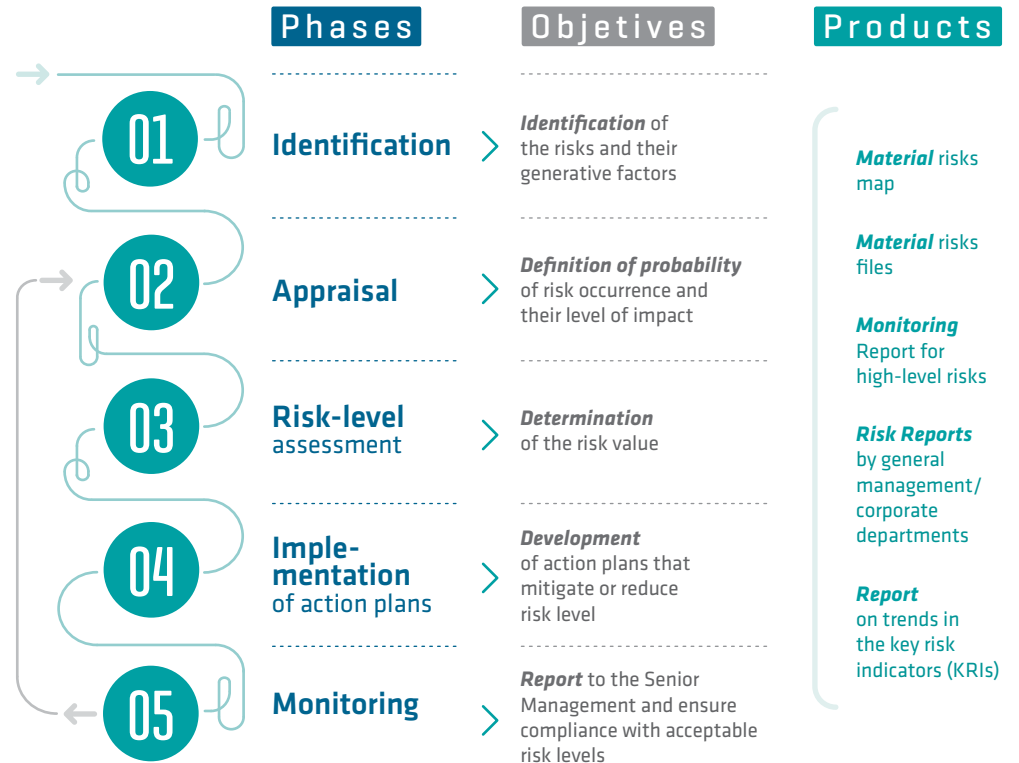 Phases
Objetives
Products
01
Identification
Identification of
the risks and their
generative factors
02
Appraisal
Definition of probability
of risk occurrence and
their level of impact
03
Risk-level
assessment
Determination
of the risk value
04
Imple-
mentation
of action plans
Development
of action plans that
mitigate or reduce
risk level
05
Monitoring
Report to the Senior
Management and ensure
compliance with acceptable
risk levels
Material risks
map
Material risks
files
Monitoring
Report for
high-level risks
Risk Reports
by general
management/
corporate
departments
Report
on trends in
the key risk
indicators (KRIs)